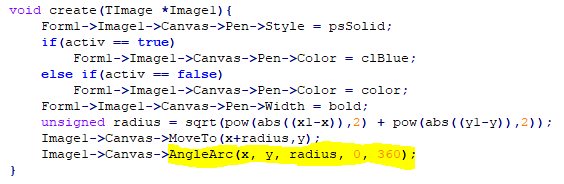 void create(TImage *Image1){
Form1->Image1->Canvas->Pen->Style = psSolid;
if(activ == true)
Form1->Image1->Canvas->Pen->Color = clBlue;
else if(activ == false)
Form1->Image1->Canvas->Pen->Color = color;
Form1->Image1->Canvas->Pen->Width = bold;
unsigned radius = sqrt(pow(abs((x1-x)),2) + pow(abs((y1-y)),2));
Image1->Canvas->MoveTo(x+radius,y);
Image1->Canvas->AngleArc(x, y, radius, 0, 360);
}